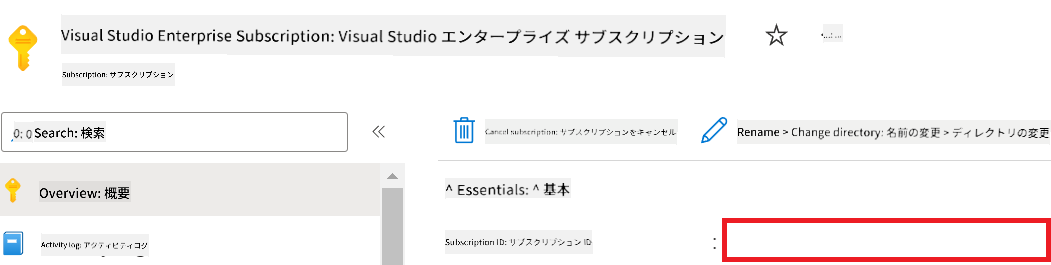 Visual Studio Enterprise Subscription: Visual Studio エンタープライズ サブスクリプション
Subscription: サブスクリプション
Search: 検索
Cancel subscription: サブスクリプションをキャンセル
Rename > Change directory: 名前の変更 > ディレクトリの変更
Overview: 概要
^ Essentials: ^ 基本
Activity log: アクティビティログ
Subscription ID: サブスクリプション ID
: